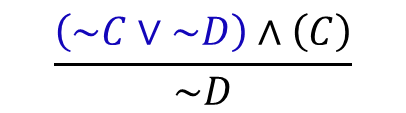 (~C ∨ ~D) ∧ (C)
~D